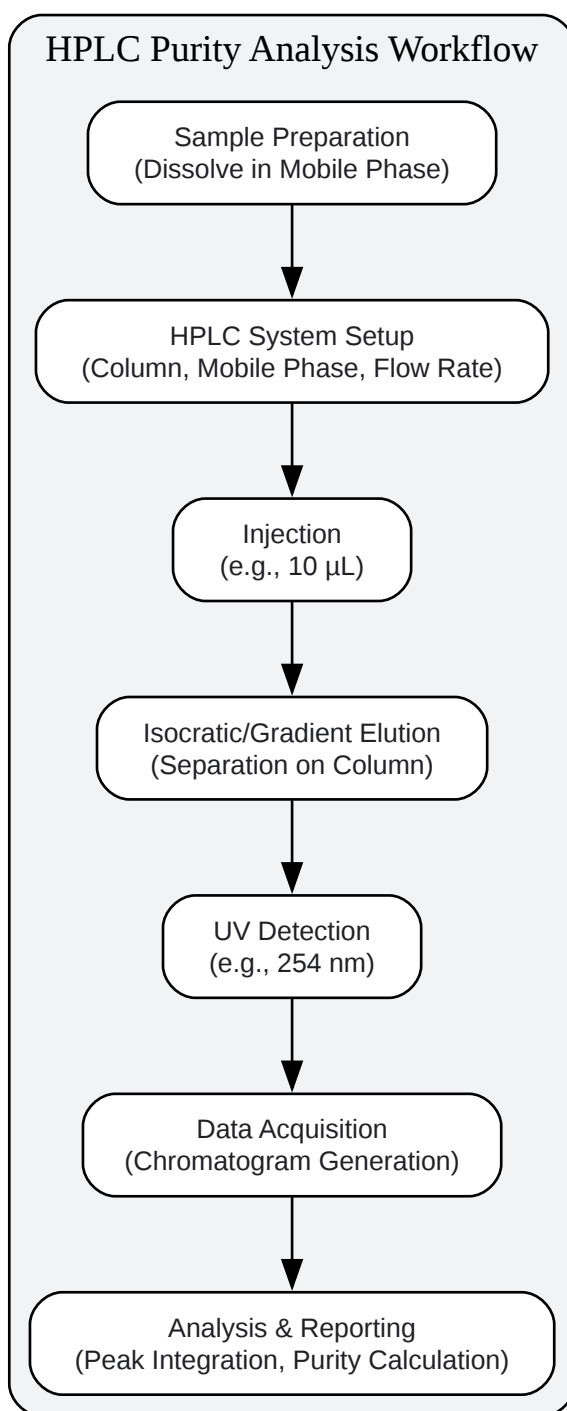 HPLC Purity Analysis Workflow
Sample Preparation
(Dissolve in Mobile Phase)
HPLC System Setup
(Column, Mobile Phase, Flow Rate)
Injection
(e.g., 10 µL)
Isocratic/Gradient Elution
(Separation on Column)
UV Detection
(e.g., 254 nm)
Data Acquisition
(Chromatogram Generation)
Analysis & Reporting
(Peak Integration, Purity Calculation)